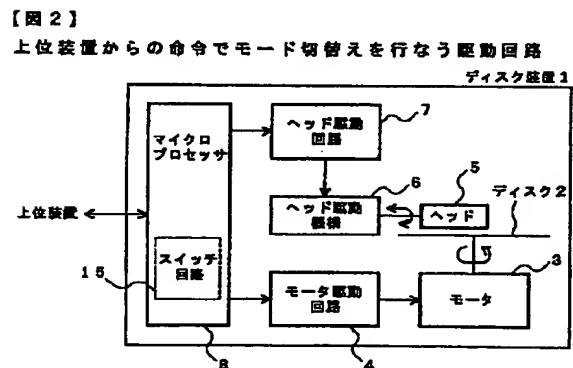 【図2】
上位装置からの命令でモード切替えを行なう駆動回路
ディスク装置1
マイクロ
プロセッサ
ヘッド駆動
回路
7
ヘッド駆動
機構
6
ヘッド
5
ディスク2
上位装置
スイッチ
回路
15
モータ駆動
回路
モータ
3
8
4